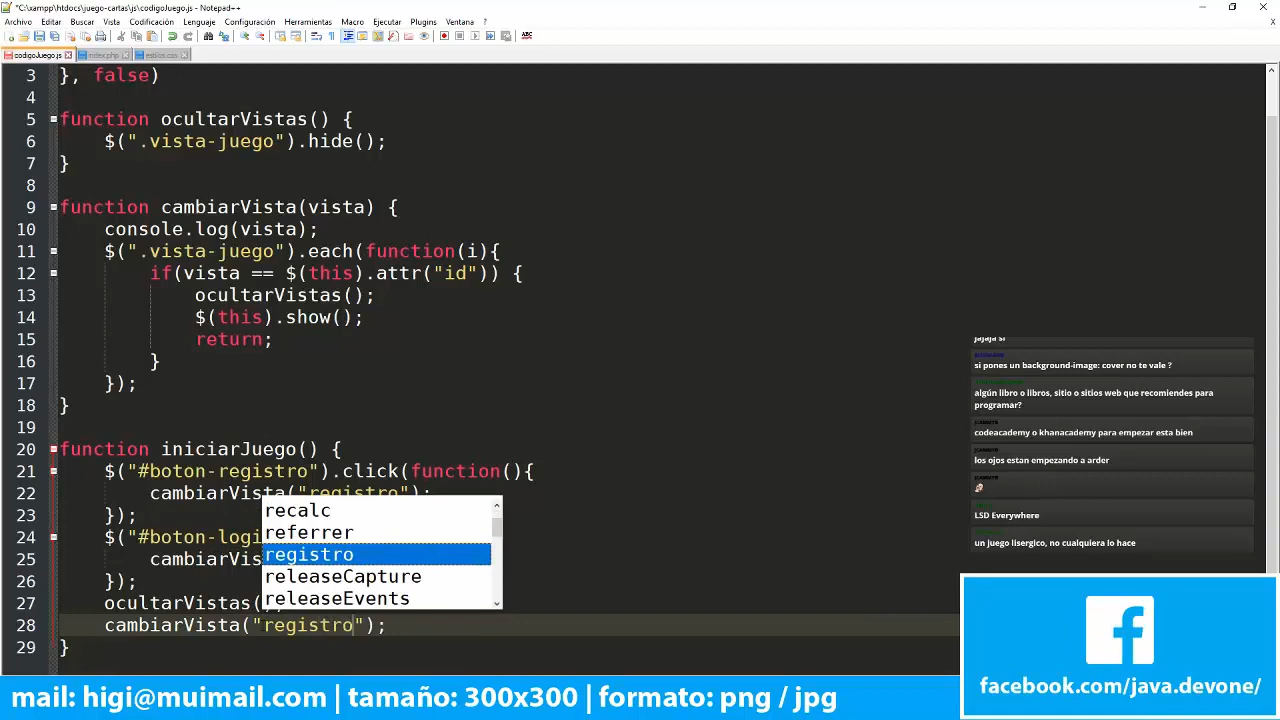 *C:\xampp\htdocs\juego-cartas\js\codigoJuego.js - Notepad++
Archivo Editar Buscar Vista Codificación Lenguaje Configuración Herramientas Macro Ejecutar Plugins Ventana ?
codigoJuego.js index.php estilos.css
3 }, false)
4
5 function ocultarVistas() {
6 $(".vista-juego").hide();
7 }
8
9 function cambiarVista(vista) {
10 console.log(vista);
11 $(".vista-juego").each(function(i){
12 if(vista == $(this).attr("id")) {
13 ocultarVistas();
14 $(this).show();
15 return;
16 }
17 });
18 }
19
20 function iniciarJuego() {
21 $("#boton-registro").click(function(){
22 cambiarVista("registro");
23 });
24 $("#boton-logi
25 cambiarVis
26 });
27 ocultarVistas();
28 cambiarVista("registro");
29 }
recalc
referrer
registro
releaseCapture
releaseEvents
jajaja si
si pones un background-image: cover no te vale ?
algún libro o libros, sitio o sitios web que recomiendes para
programar?
codeacademy o khanacademy para empezar esta bien
los ojos estan empezando a arder
LSD Everywhere
un juego lisergico, no cualquiera lo hace
facebook.com/java.devone/
mail: higi@muimail.com | tamaño: 300x300 | formato: png / jpg